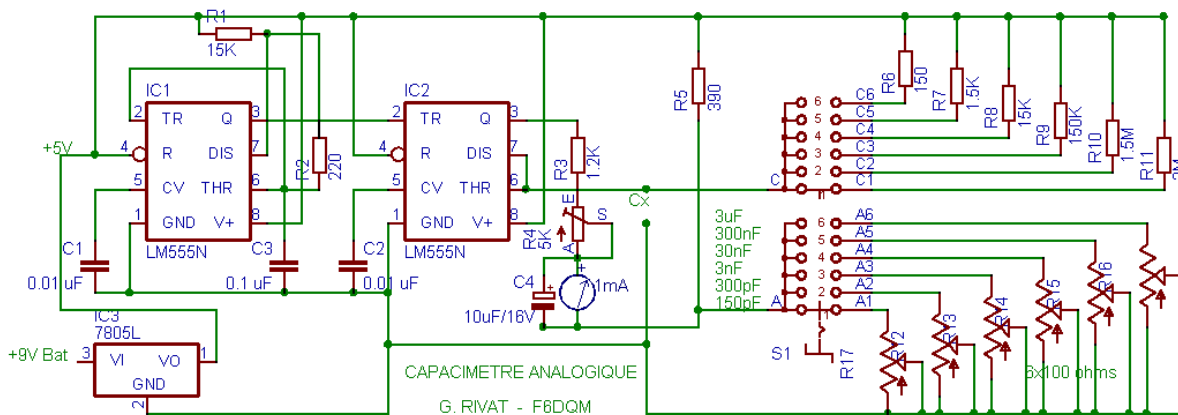 R1
15K
IC1
2 TR Q 3
4 R DIS 7
5 CV THR 6
1 GND V+ 8
LM555N
+5V
R2
220
C1
0.01 uF
C3
0.1 uF
IC2
2 TR Q 3
4 R DIS 7
5 CV THR 6
1 GND V+ 8
LM555N
C2
0.01 uF
R3
1.2K
E
S
A
R4
5K
C4
+
10uF/16V
+
1mA
Cx
R5
390
R6
150
R7
1.5K
R8
15K
R9
150K
R10
1.5M
R11
6 C6
5 C5
4 C4
3 C3
2 C2
C C1
3uF
300nF
30nF
3nF
300pF
150pF
6 A6
5 A5
4 A4
3 A3
2 A2
A A1
S1
R17
R12
R13
R14
R15
R16
6x100 ohms
IC3
7805L
+9V Bat
3 VI VO 1
GND
2
CAPACIMETRE ANALOGIQUE
G. RIVAT - F6DQM